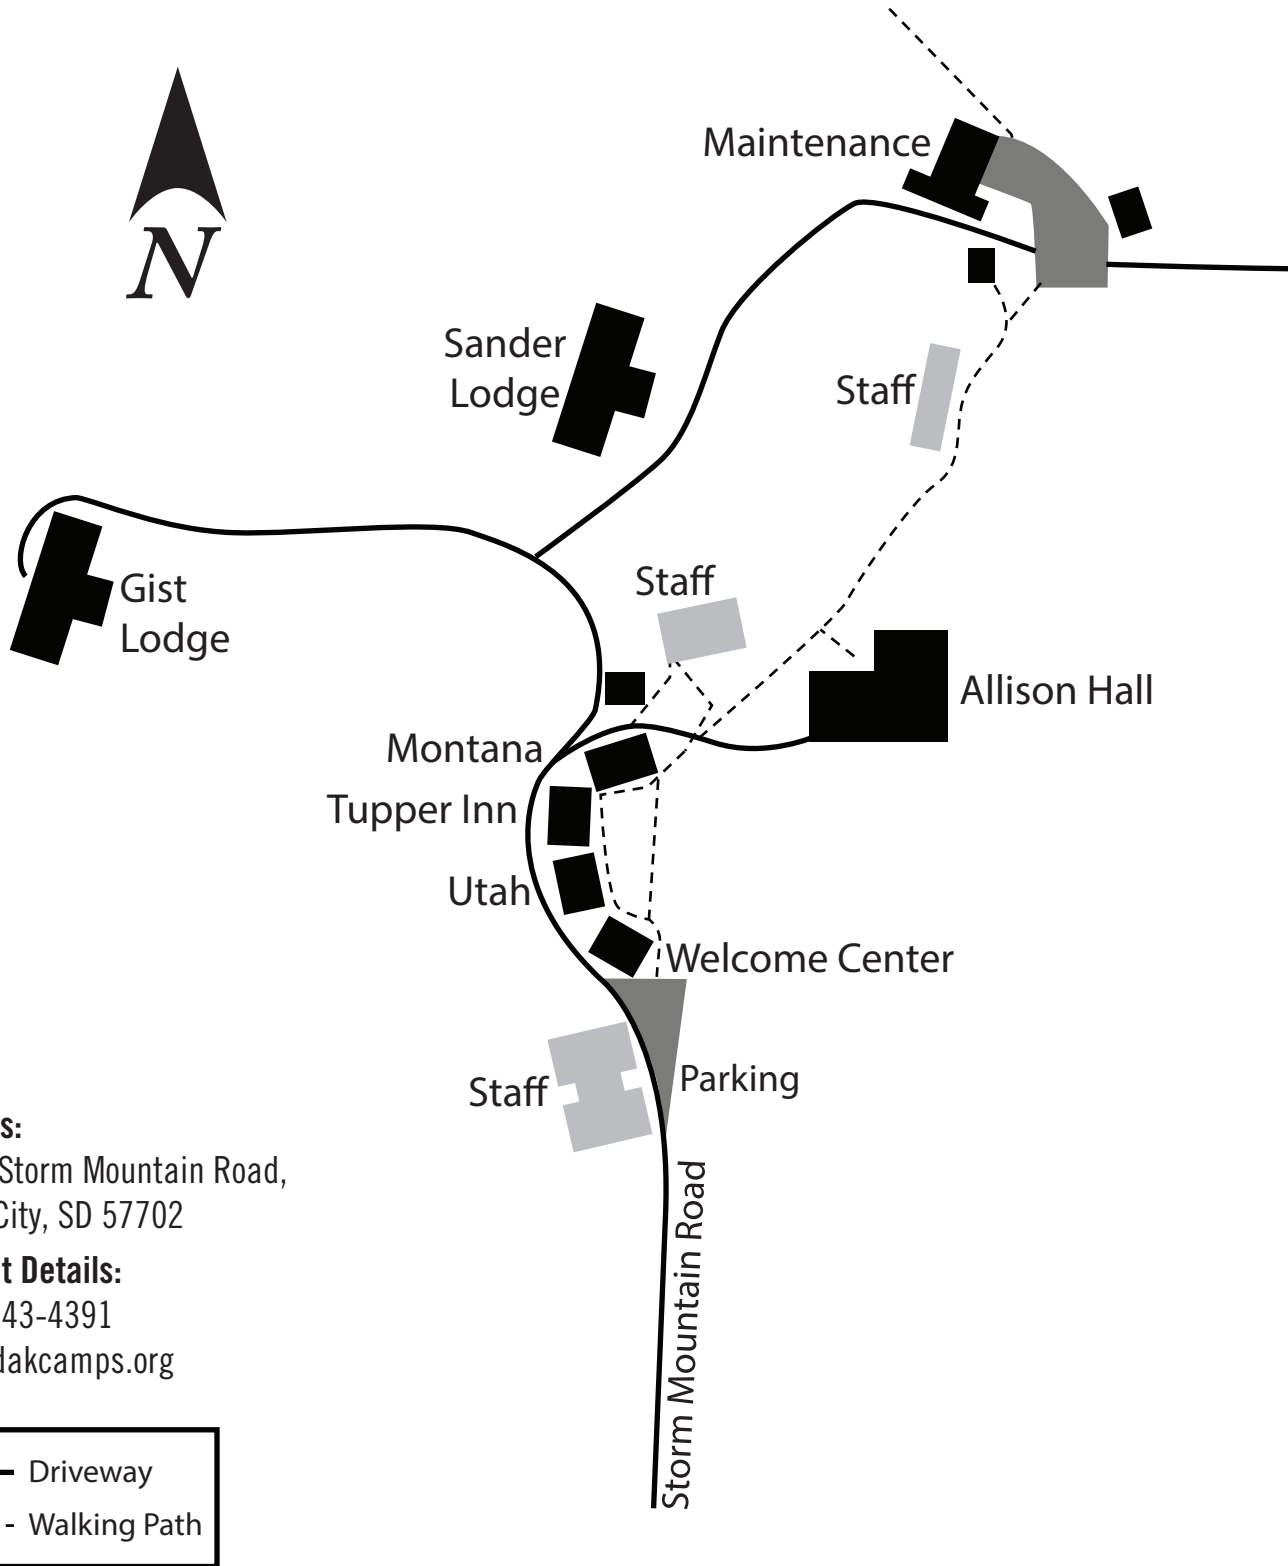 Maintenance
N
Sander
Lodge
Staff
Gist
Lodge
Staff
Allison Hall
Montana
Tupper Inn
Utah
Welcome Center
Staff
Parking
Storm Mountain Road
s:
Storm Mountain Road,
City, SD 57702
t Details:
43-4391
dakcamps.org
Driveway
Walking Path